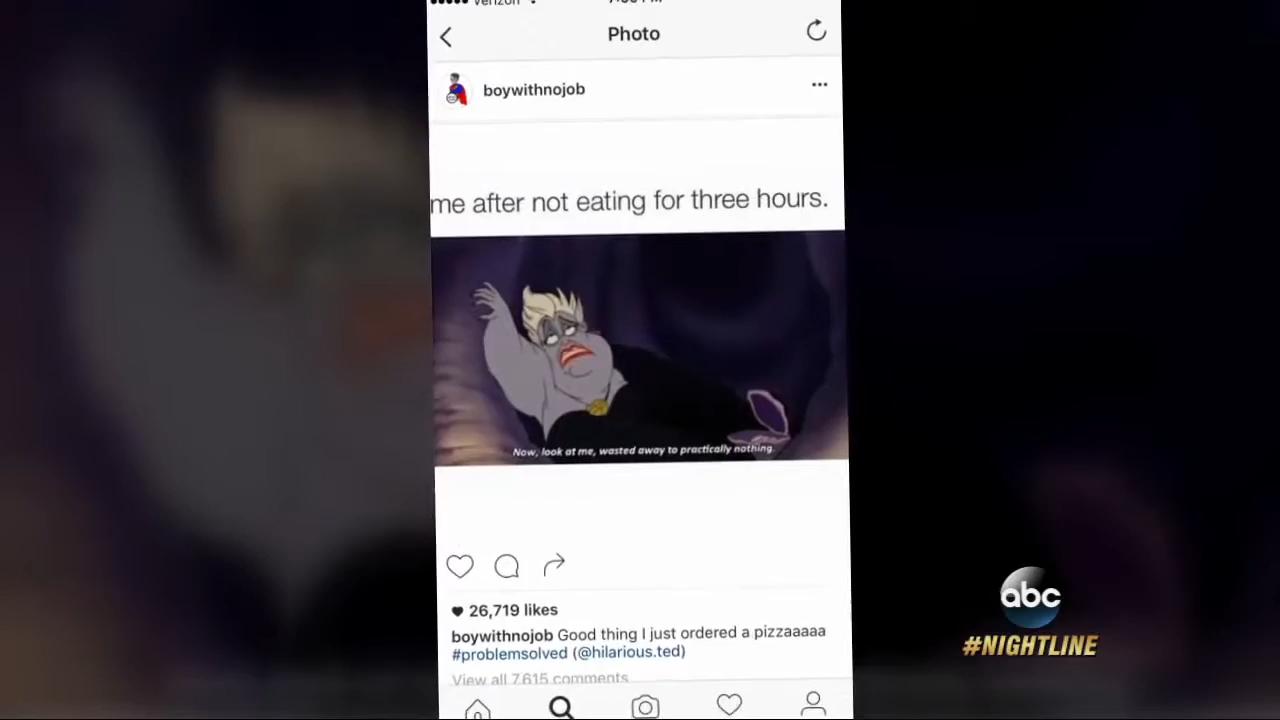 verizon
Photo
boywithnojob
me after not eating for three hours.
Now, look at me, wasted away to practically nothing.
26,719 likes
boywithnojob Good thing I just ordered a pizzaaaaa
#problemsolved (@hilarious.ted)
View all 7,615 comments
abc
#NIGHTLINE